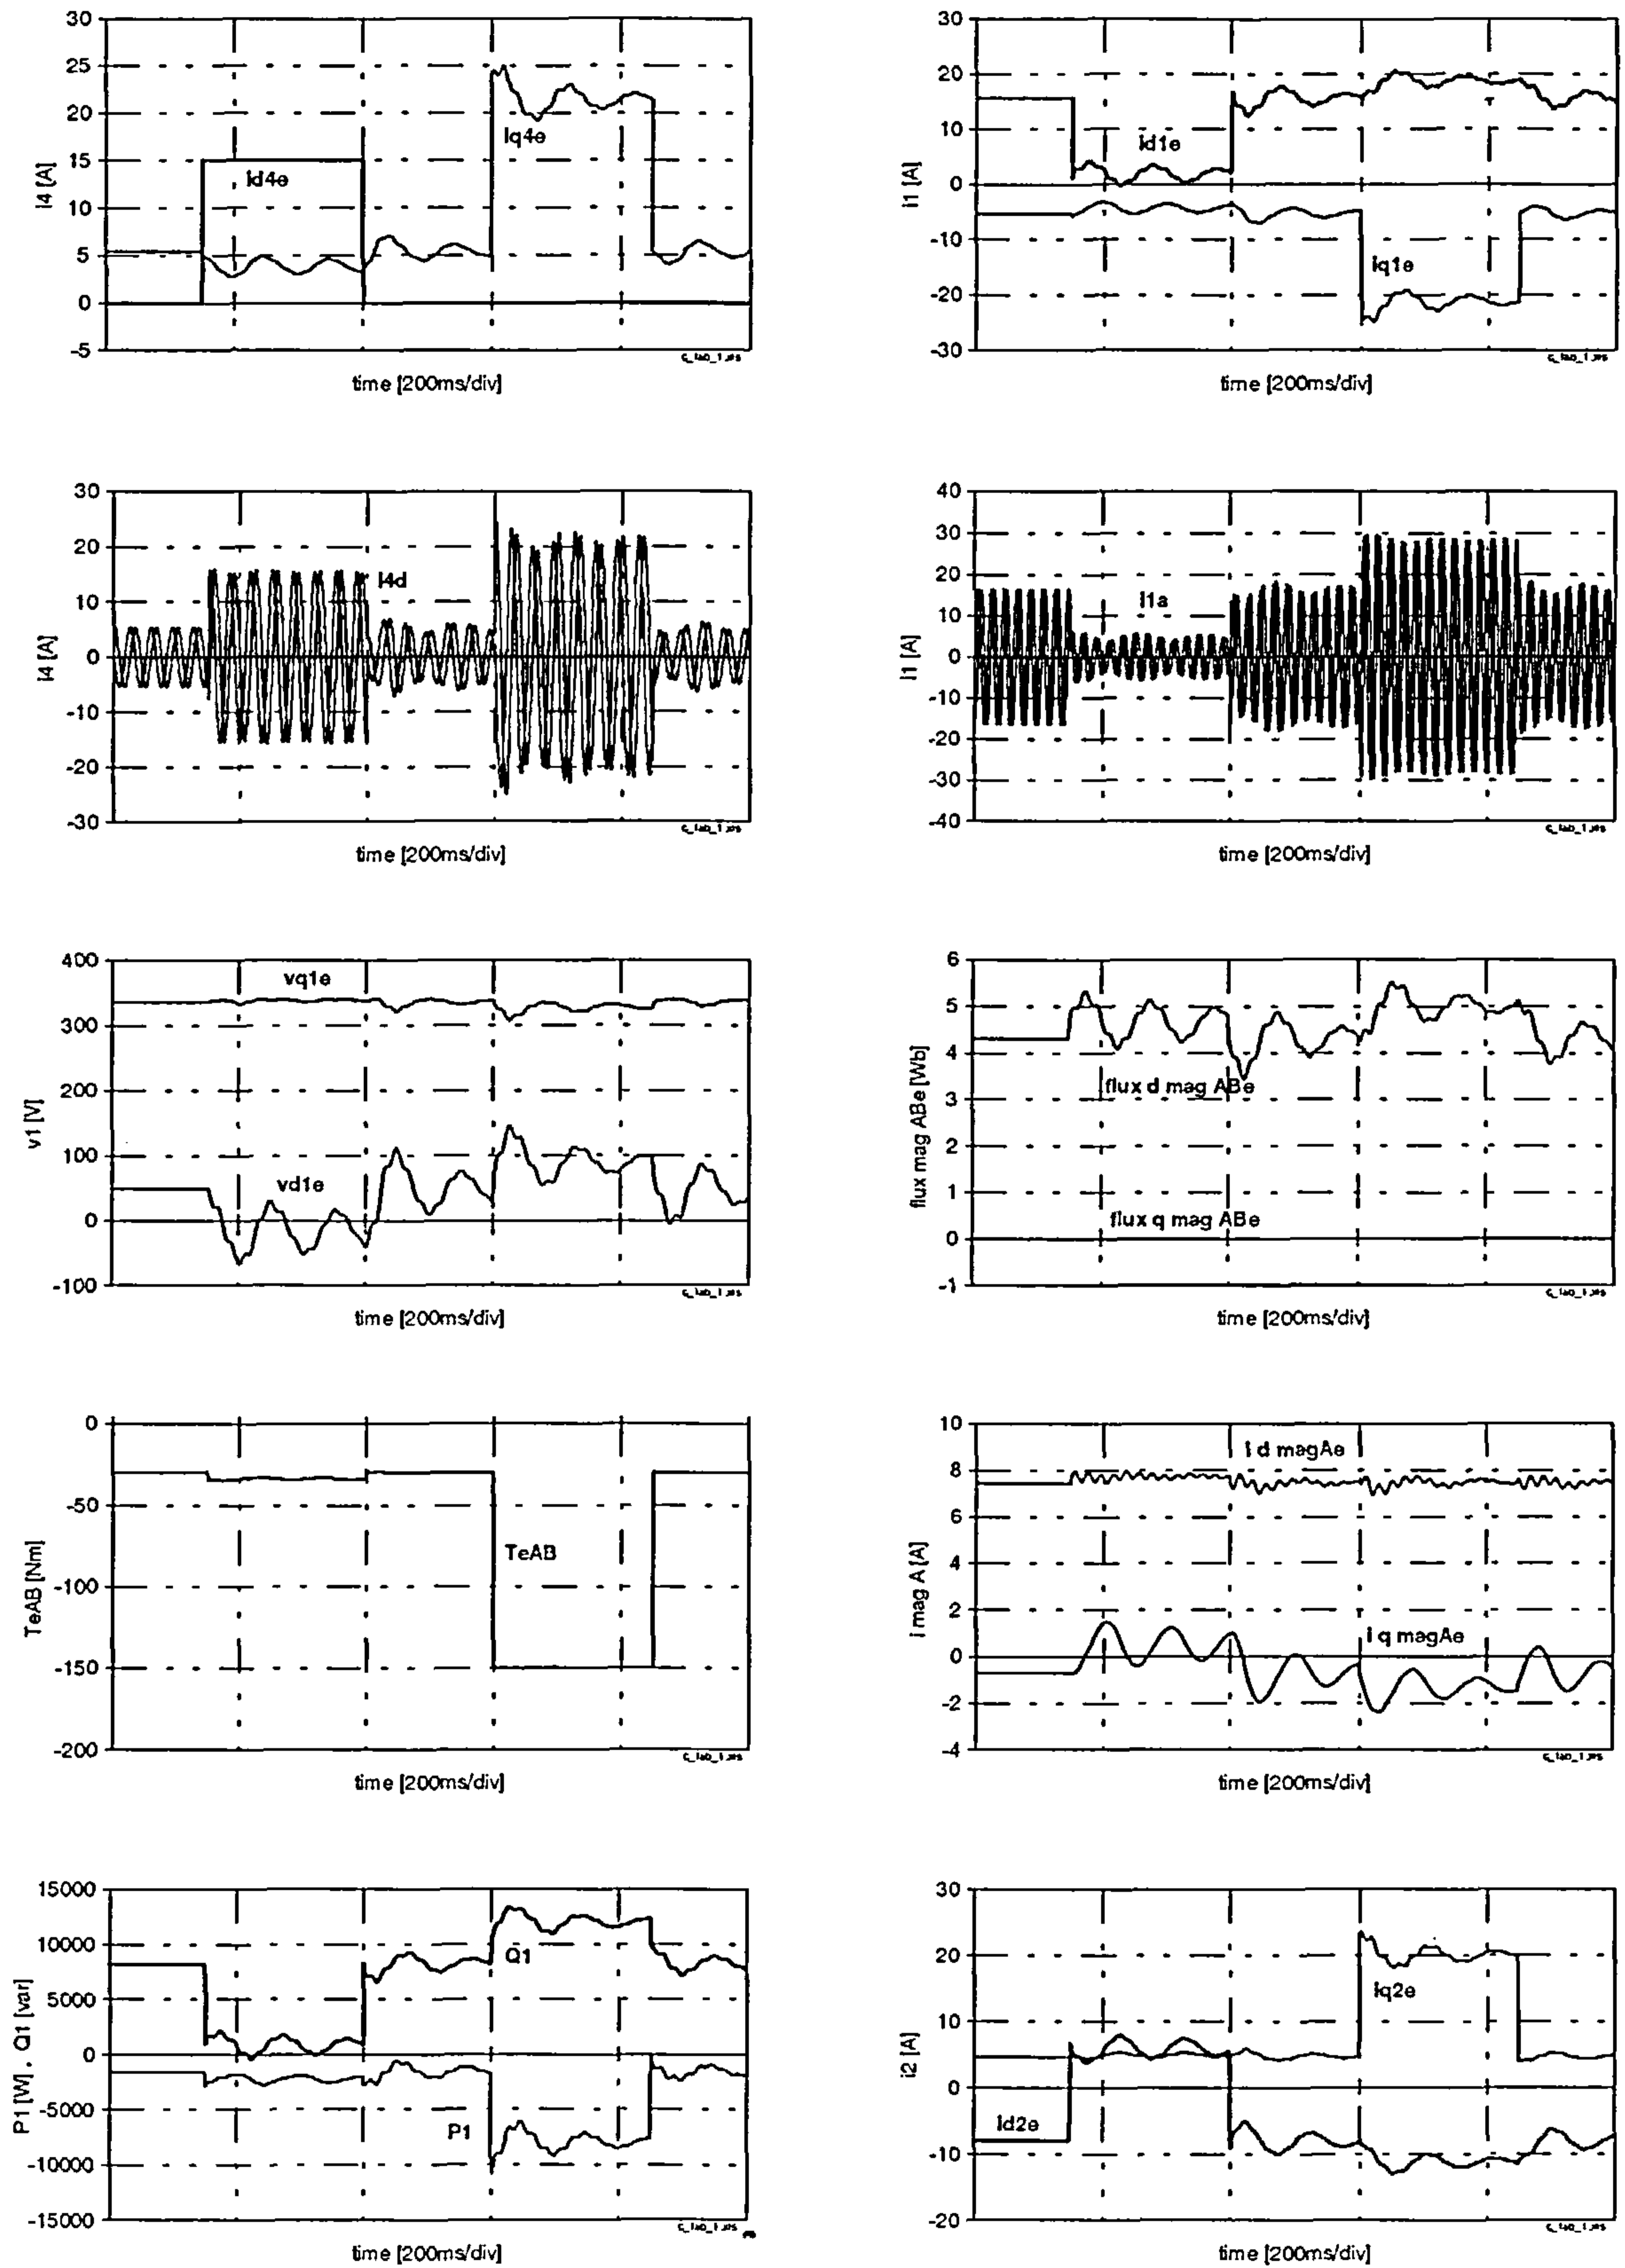 30
25
20
15
10
5
0
-5
I4 [A]
Iq4e
Id4e
time [200ms/div]
30
20
10
0
-10
-20
-30
i1 [A]
id1e
iq1e
time [200ms/div]
30
20
10
0
-10
-20
-30
I4 [A]
I4d
time [200ms/div]
40
30
20
10
0
-10
-20
-30
-40
I1 [A]
I1a
time [200ms/div]
400
300
200
100
0
-100
v1 [V]
vq1e
vd1e
time [200ms/div]
6
5
4
3
2
1
0
-1
flux mag ABe [Wb]
flux d mag ABe
flux q mag ABe
time [200ms/div]
0
-50
-100
-150
-200
TeAB [Nm]
TeAB
time [200ms/div]
10
8
6
4
2
0
-2
-4
i mag A [A]
i d magAe
i q magAe
time [200ms/div]
15000
10000
5000
0
-5000
-10000
-15000
P1 [W], Q1 [var]
Q1
P1
time [200ms/div]
30
20
10
0
-10
-20
i2 [A]
Iq2e
Id2e
time [200ms/div]